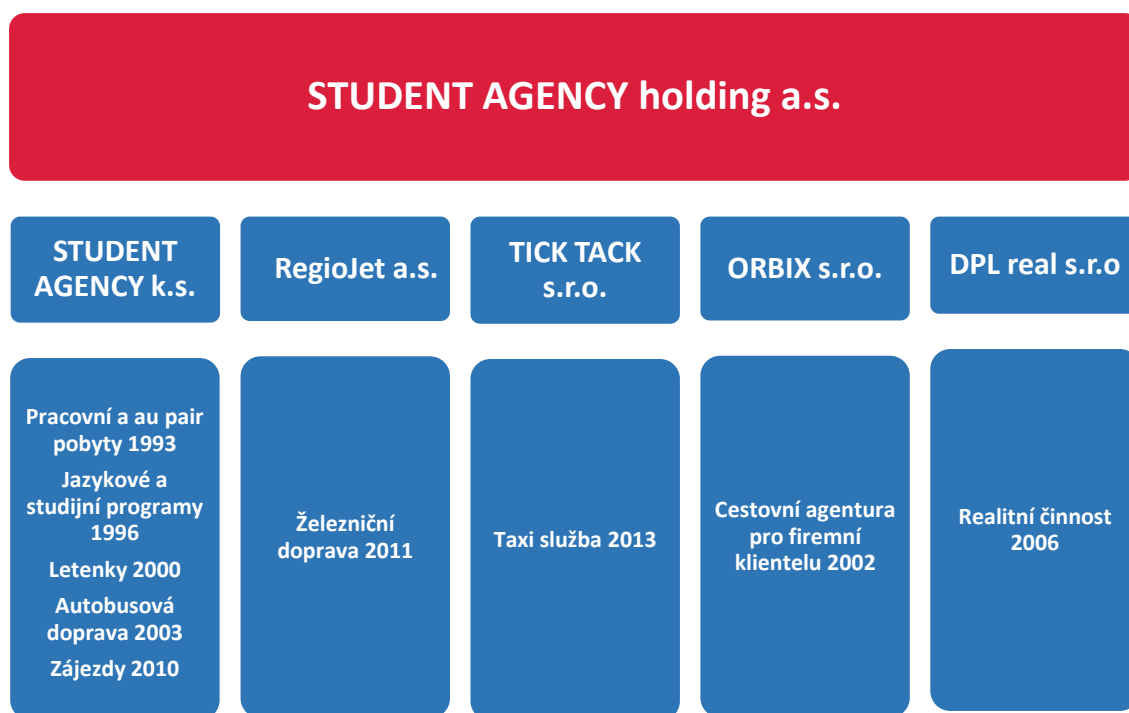 STUDENT AGENCY holding a.s.
STUDENT
AGENCY k.s.
RegioJet a.s.
TICK TACK
s.r.o.
ORBIX s.r.o.
DPL real s.r.o
Pracovní a au pair
pobyty 1993
Jazykové a
studijní programy
1996
Letenky 2000
Autobusová
doprava 2003
Zájezdy 2010
Železniční
doprava 2011
Taxi služba 2013
Cestovní agentura
pro firemní
klientelu 2002
Realitní činnost
2006